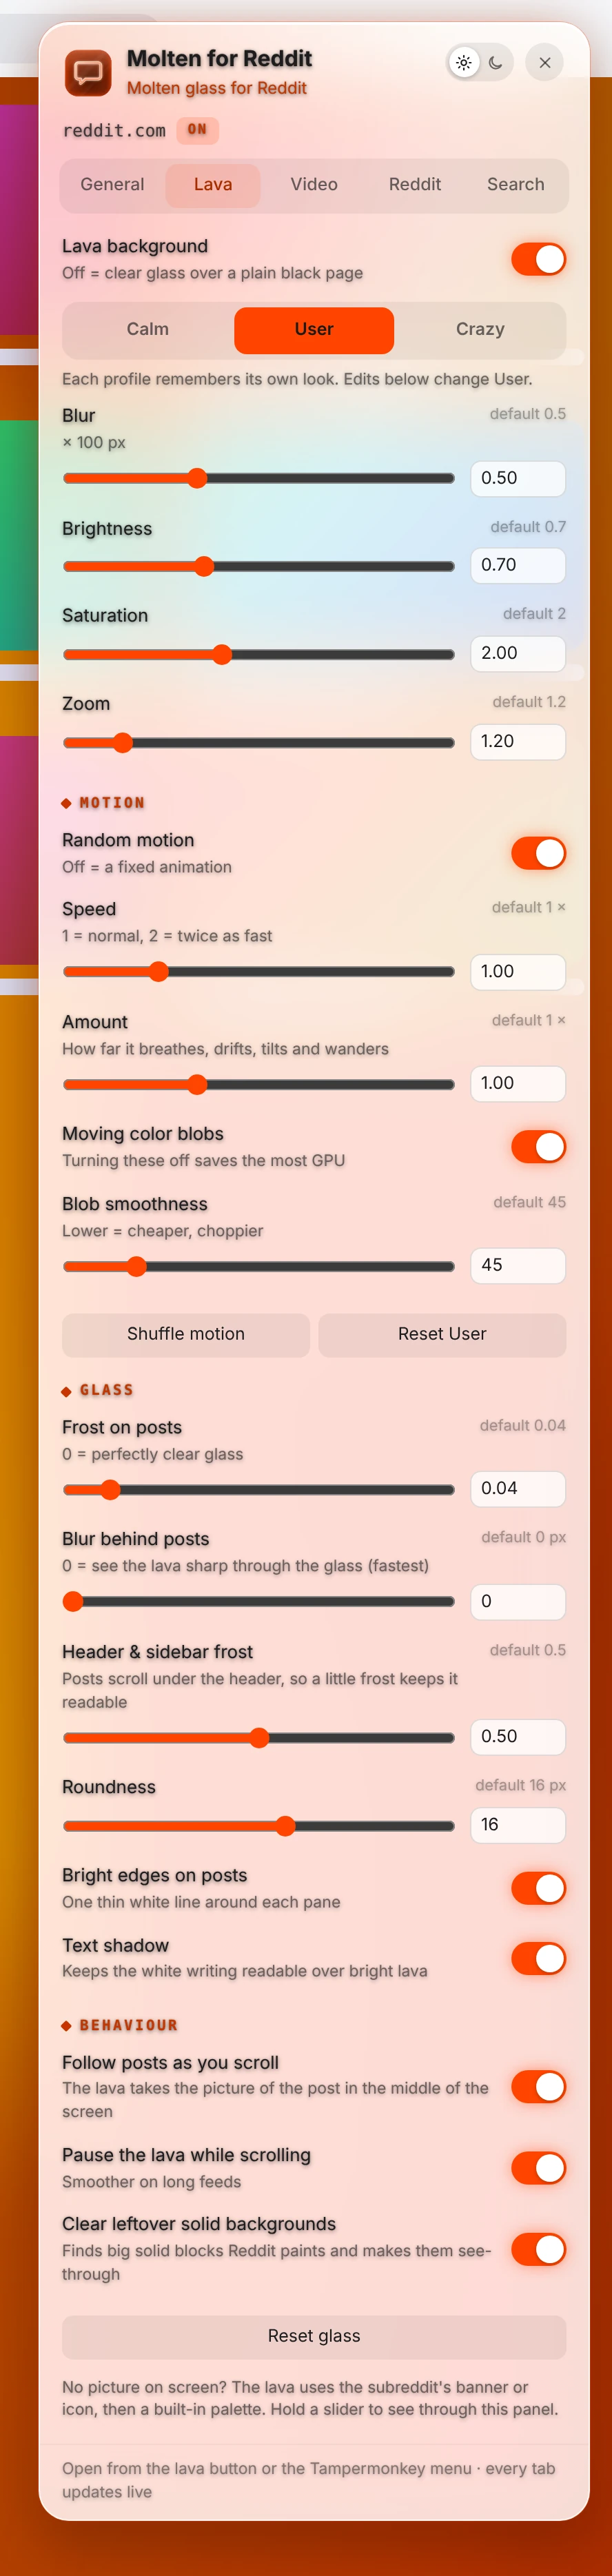 Molten for Reddit
Molten glass for Reddit
reddit.com ON
General Lava Video Reddit Search
Lava background
Off = clear glass over a plain black page
Calm User Crazy
Each profile remembers its own look. Edits below change User.
Blur default 0.5
× 100 px
0.50
Brightness default 0.7
0.70
Saturation default 2
2.00
Zoom default 1.2
1.20
MOTION
Random motion
Off = a fixed animation
Speed default 1 ×
1 = normal, 2 = twice as fast
1.00
Amount default 1 ×
How far it breathes, drifts, tilts and wanders
1.00
Moving color blobs
Turning these off saves the most GPU
Blob smoothness default 45
Lower = cheaper, choppier
45
Shuffle motion Reset User
GLASS
Frost on posts default 0.04
0 = perfectly clear glass
0.04
Blur behind posts default 0 px
0 = see the lava sharp through the glass (fastest)
0
Header & sidebar frost default 0.5
Posts scroll under the header, so a little frost keeps it
readable
0.50
Roundness default 16 px
16
Bright edges on posts
One thin white line around each pane
Text shadow
Keeps the white writing readable over bright lava
BEHAVIOUR
Follow posts as you scroll
The lava takes the picture of the post in the middle of the
screen
Pause the lava while scrolling
Smoother on long feeds
Clear leftover solid backgrounds
Finds big solid blocks Reddit paints and makes them see-
through
Reset glass
No picture on screen? The lava uses the subreddit's banner or
icon, then a built-in palette. Hold a slider to see through this panel.
Open from the lava button or the Tampermonkey menu · every tab
updates live